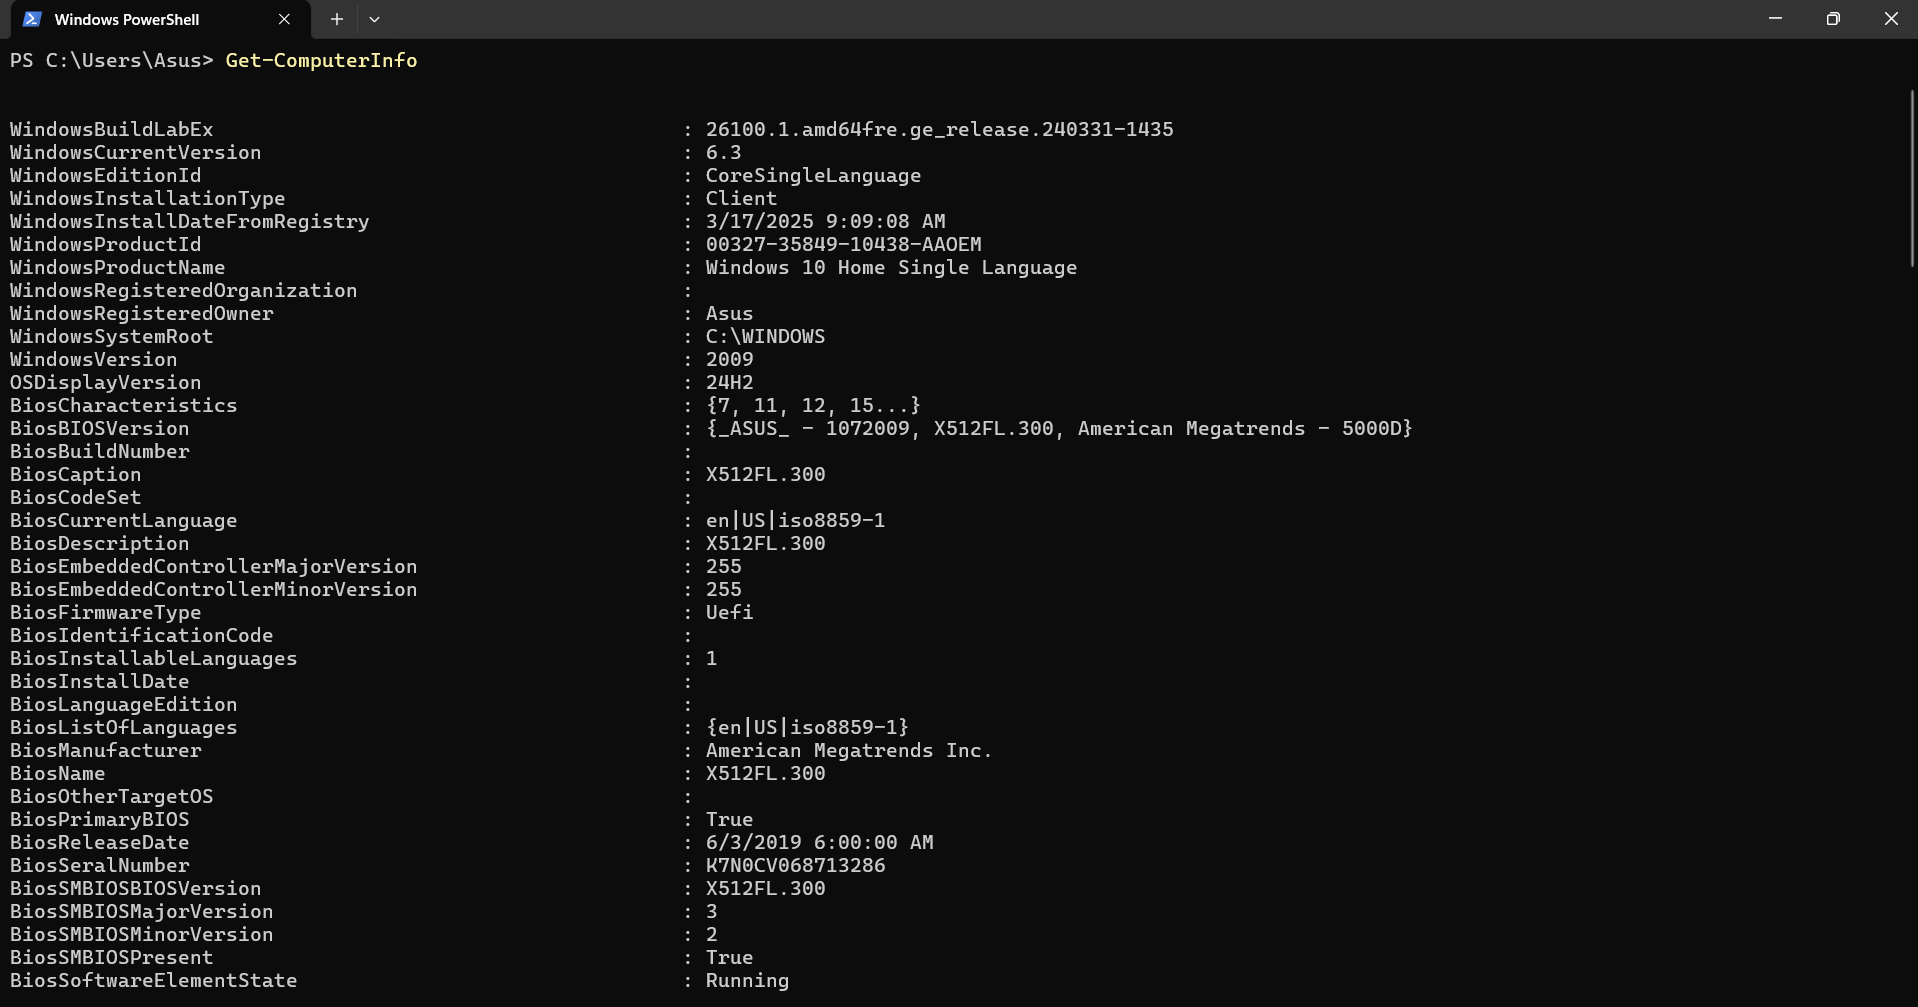 Windows PowerShell
PS C:\Users\Asus> Get-ComputerInfo
WindowsBuildLabEx : 26100.1.amd64fre.ge_release.240331-1435
WindowsCurrentVersion : 6.3
WindowsEditionId : CoreSingleLanguage
WindowsInstallationType : Client
WindowsInstallDateFromRegistry : 3/17/2025 9:09:08 AM
WindowsProductId : 00327-35849-10438-AAOEM
WindowsProductName : Windows 10 Home Single Language
WindowsRegisteredOrganization :
WindowsRegisteredOwner : Asus
WindowsSystemRoot : C:\WINDOWS
WindowsVersion : 2009
OSDisplayVersion : 24H2
BiosCharacteristics : {7, 11, 12, 15...}
BiosBIOSVersion : {_ASUS_ - 1072009, X512FL.300, American Megatrends - 5000D}
BiosBuildNumber :
BiosCaption : X512FL.300
BiosCodeSet :
BiosCurrentLanguage : en|US|iso8859-1
BiosDescription : X512FL.300
BiosEmbeddedControllerMajorVersion : 255
BiosEmbeddedControllerMinorVersion : 255
BiosFirmwareType : Uefi
BiosIdentificationCode :
BiosInstallableLanguages : 1
BiosInstallDate :
BiosLanguageEdition :
BiosListOfLanguages : {en|US|iso8859-1}
BiosManufacturer : American Megatrends Inc.
BiosName : X512FL.300
BiosOtherTargetOS :
BiosPrimaryBIOS : True
BiosReleaseDate : 6/3/2019 6:00:00 AM
BiosSeralNumber : K7N0CV068713286
BiosSMBIOSBIOSVersion : X512FL.300
BiosSMBIOSMajorVersion : 3
BiosSMBIOSMinorVersion : 2
BiosSMBIOSPresent : True
BiosSoftwareElementState : Running